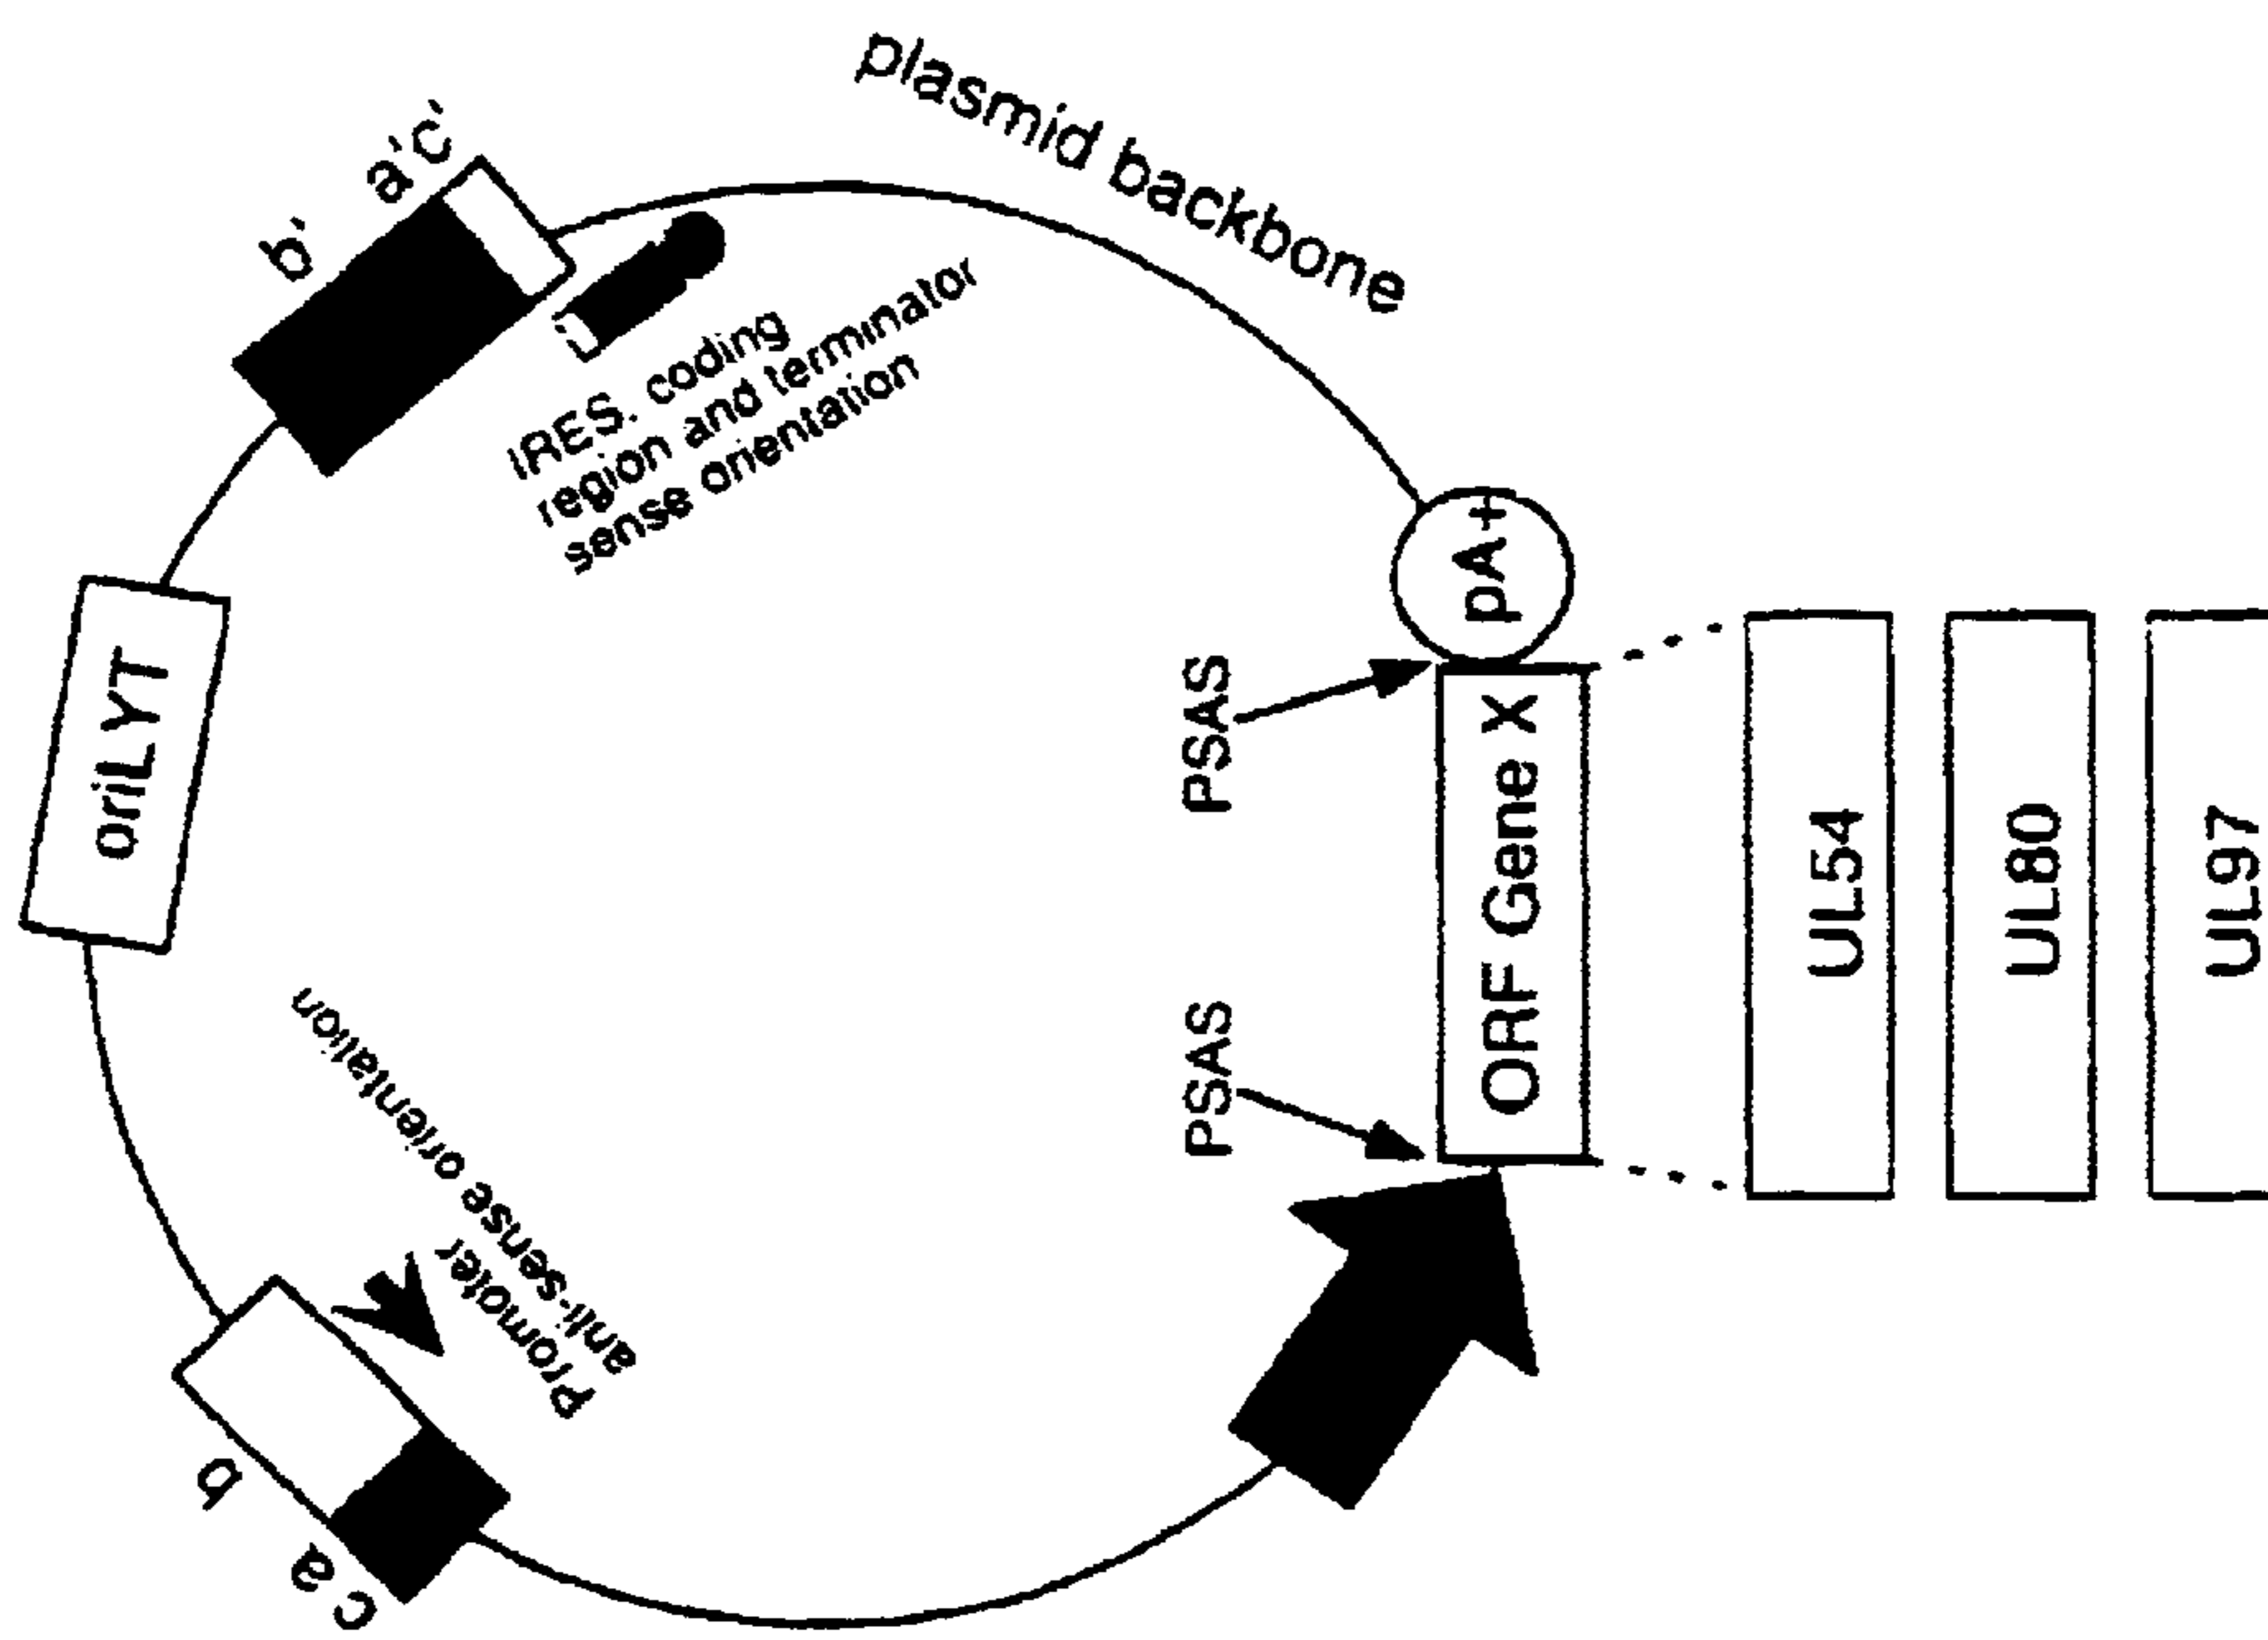 plasmid backbone
b' a'c'
IRES, coding
region and terminator
sense orientation
oriLYT
Promoter,
anti-sense orientation
b
a
c
PSAS
PSAS
pA+
ORF Gene X
UL54
UL80
UL97